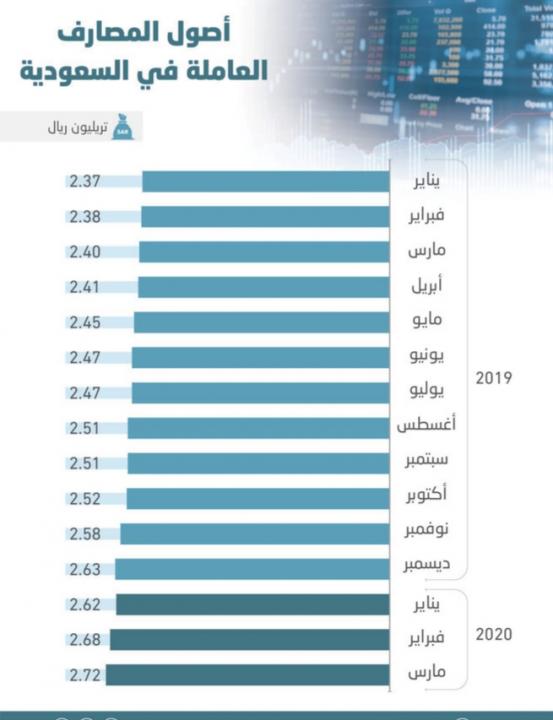 أصول المصارف
العاملة في السعودية
تريليون ريال
SAR
يناير 2.37
فبراير 2.38
مارس 2.40
أبريل 2.41
مايو 2.45
يونيو 2.47
يوليو 2.47
أغسطس 2.51
سبتمبر 2.51
أكتوبر 2.52
نوفمبر 2.58
ديسمبر 2.63
2019
يناير 2.62
فبراير 2.68
مارس 2.72
2020